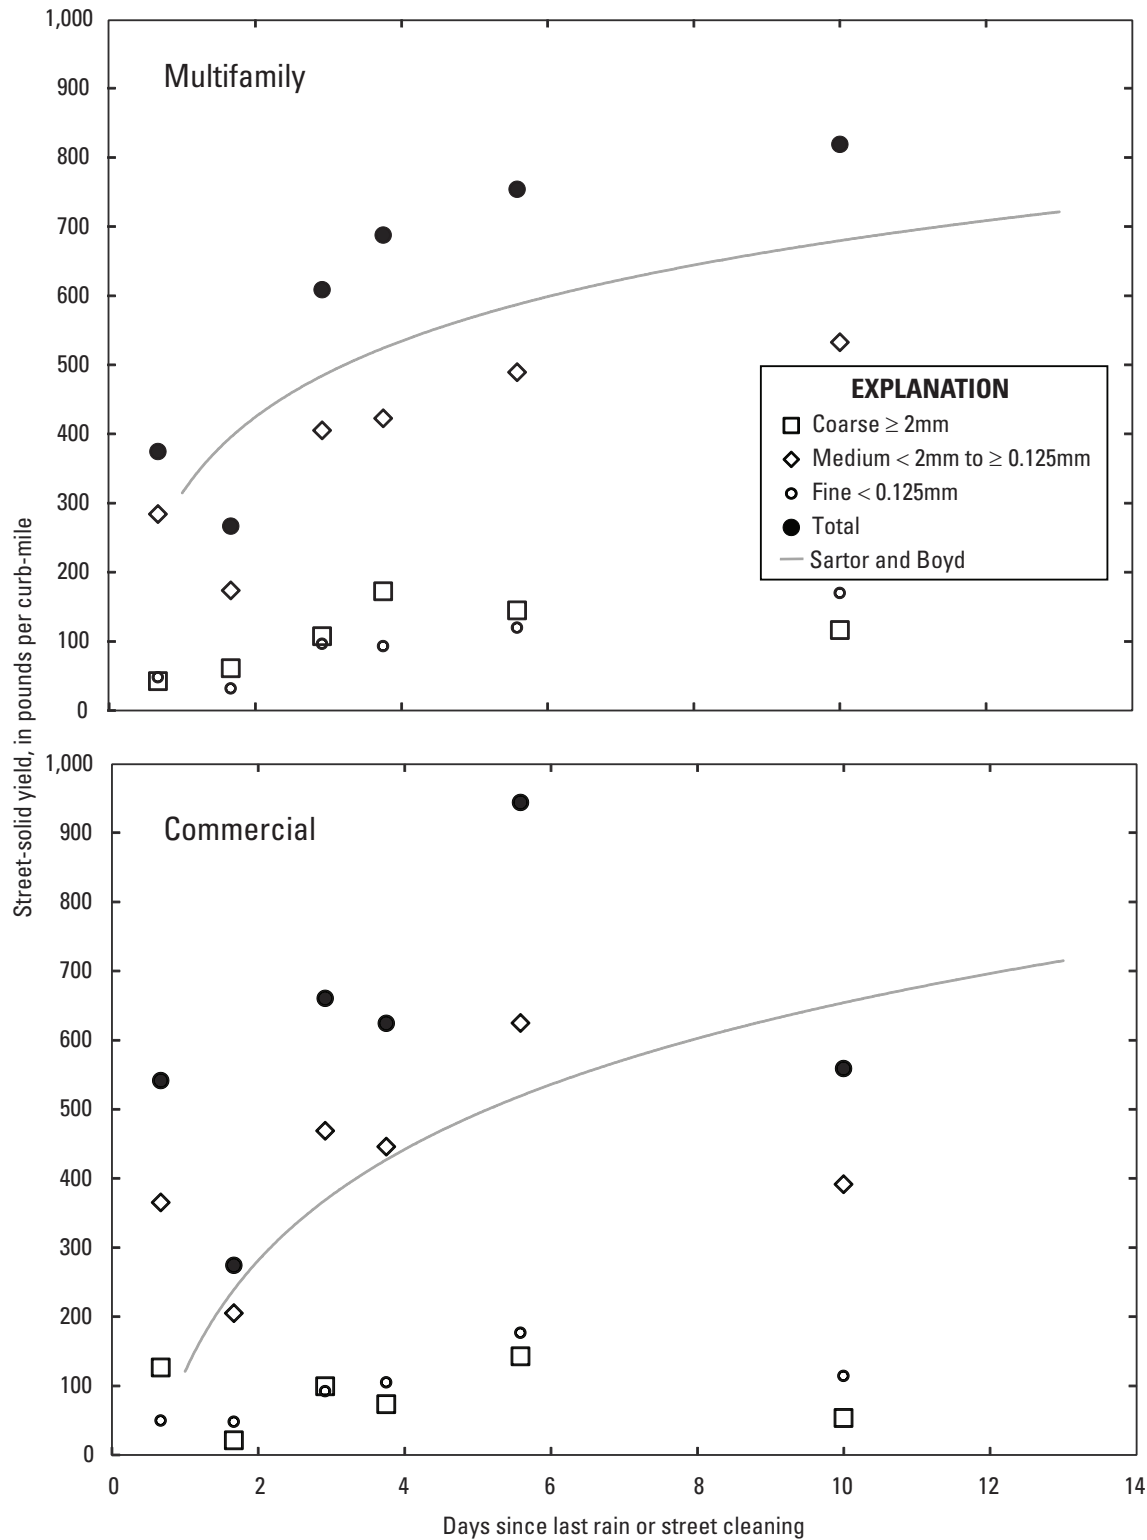 Street-solid yield, in pounds per curb-mile
1,000
900
800
700
600
500
400
300
200
100
0
Multifamily
EXPLANATION
Coarse ≥ 2mm
Medium < 2mm to ≥ 0.125mm
Fine < 0.125mm
Total
Sartor and Boyd
1,000
900
800
700
600
500
400
300
200
100
0
Commercial
0 2 4 6 8 10 12 14
Days since last rain or street cleaning